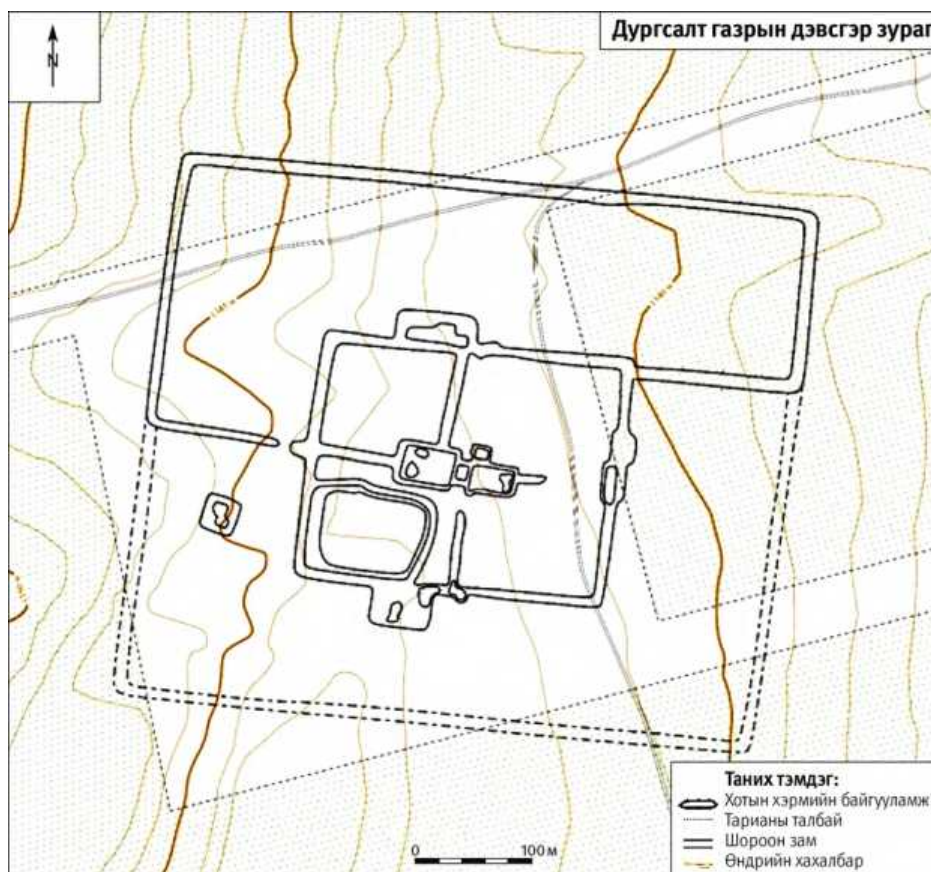 Дургсалт газрын дэвсгэр зураг
N
Таних тэмдэг:
Хотын хэрмийн байгууламж
Тарианы талбай
Шороон зам
Өндрийн хахалбар
0 100 м